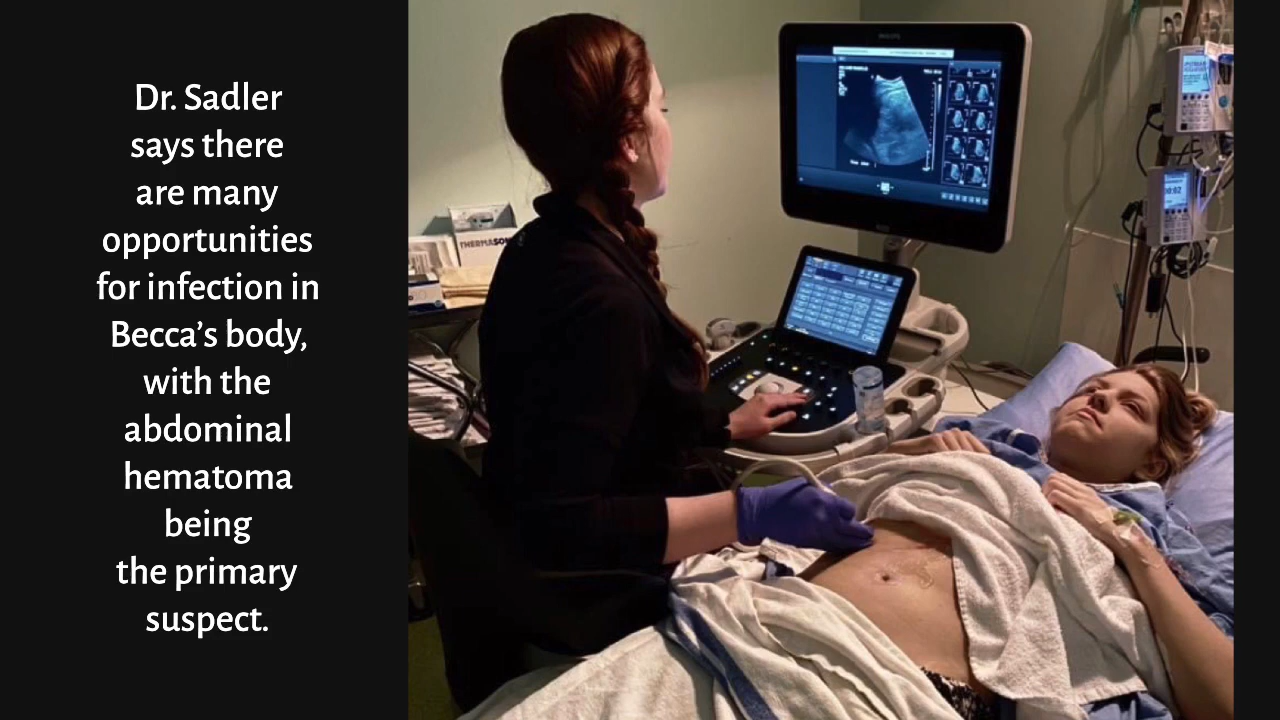 Dr. Sadler
says there
are many
opportunities
for infection in
Becca's body,
with the
abdominal
hematoma
being
the primary
suspect.
PHILIPS
THERMASON